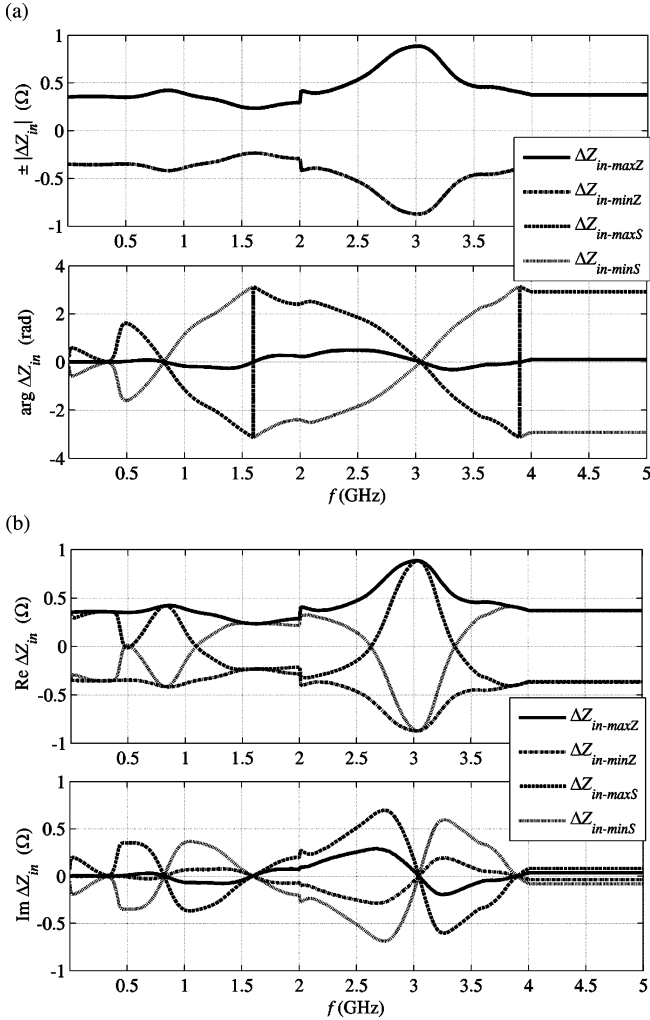 (a)
1
0.5
0
-0.5
-1
± |ΔZin| (Ω)
0.5 1 1.5 2 2.5 3 3.5
ΔZin-maxZ
ΔZin-minZ
ΔZin-maxS
ΔZin-minS
4
2
0
-2
-4
arg ΔZin (rad)
0.5 1 1.5 2 2.5 3 3.5 4 4.5 5
f (GHz)
(b)
1
0.5
0
-0.5
-1
Re ΔZin (Ω)
0.5 1 1.5 2 2.5 3 3.5
ΔZin-maxZ
ΔZin-minZ
ΔZin-maxS
ΔZin-minS
1
0.5
0
-0.5
-1
Im ΔZin (Ω)
0.5 1 1.5 2 2.5 3 3.5 4 4.5 5
f (GHz)